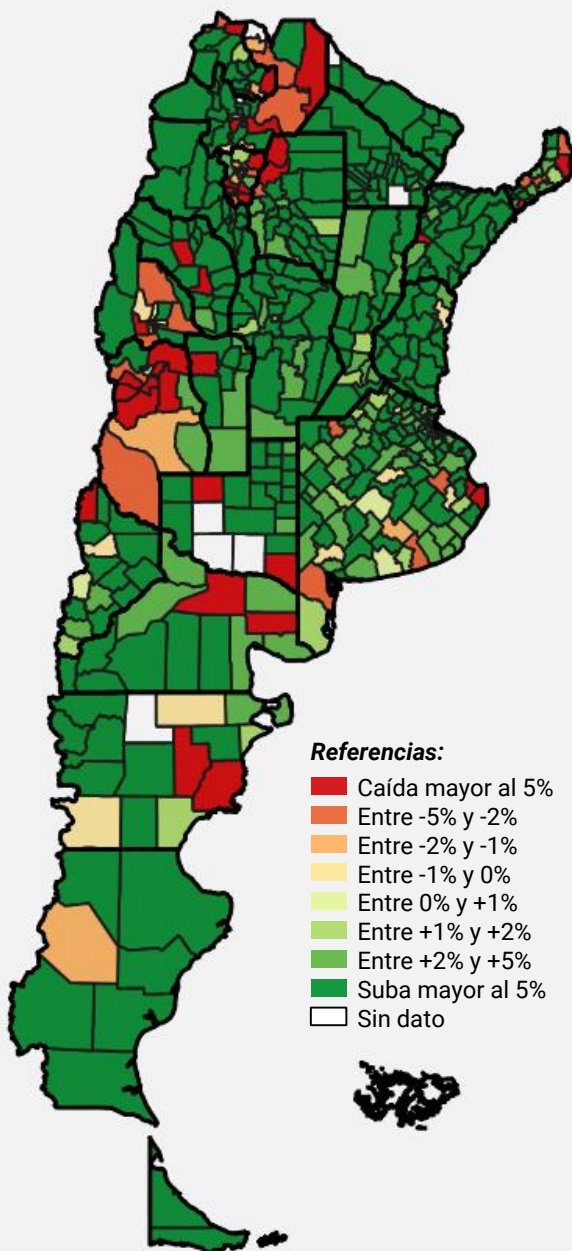 Referencias:
Caída mayor al 5%
Entre -5% y -2%
Entre -2% y -1%
Entre -1% y 0%
Entre 0% y +1%
Entre +1% y +2%
Entre +2% y +5%
Suba mayor al 5%
Sin dato